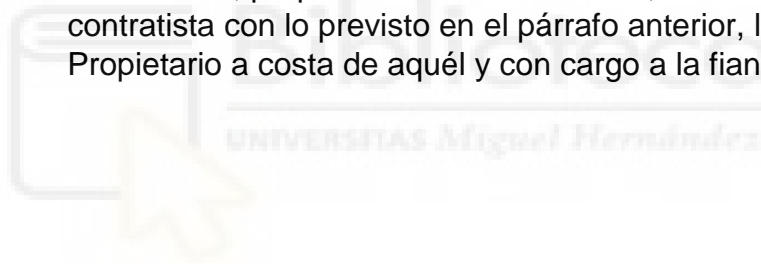 contratista con lo previsto en el párrafo anterior, l
Propietario a costa de aquél y con cargo a la fian
Biblioteca
UNIVERSITAS Miguel Hernández